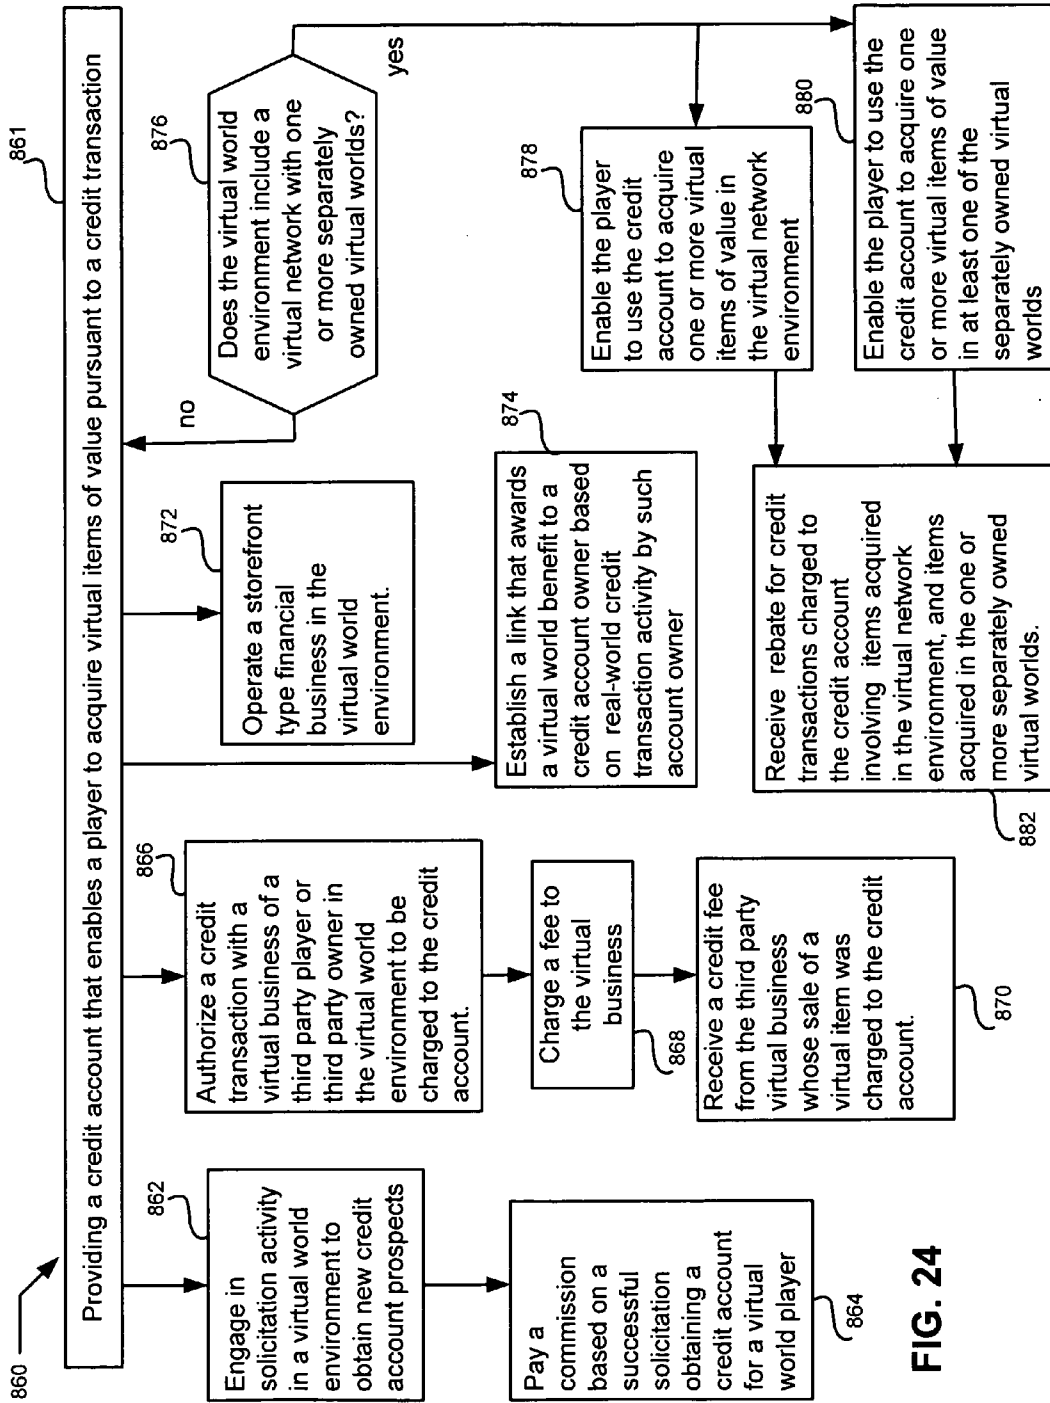 860
861
Providing a credit account that enables a player to acquire virtual items of value pursuant to a credit transaction
862
Engage in
solicitation activity
in a virtual world
environment to
obtain new credit
account prospects
Pay a
commission
based on a
successful
solicitation
obtaining a
credit account
for a virtual
world player
864
866
Authorize a credit
transaction with a
virtual business of a
third party player or
third party owner in
the virtual world
environment to be
charged to the credit
account.
Charge a fee to
the virtual
business
868
Receive a credit fee
from the third party
virtual business
whose sale of a
virtual item was
charged to the credit
account.
870
872
Operate a storefront
type financial
business in the
virtual world
environment.
874
Establish a link that awards
a virtual world benefit to a
credit account owner based
on real-world credit
transaction activity by such
account owner
876
Does the virtual world
environment include a
virtual network with one
or more separately
owned virtual worlds?
no
yes
878
Enable the player
to use the credit
account to acquire
one or more virtual
items of value in
the virtual network
environment
880
Enable the player to use the
credit account to acquire one
or more virtual items of value
in at least one of the
separately owned virtual
worlds
Receive rebate for credit
transactions charged to
the credit account
involving items acquired
in the virtual network
environment, and items
acquired in the one or
more separately owned
virtual worlds.
882
FIG. 24